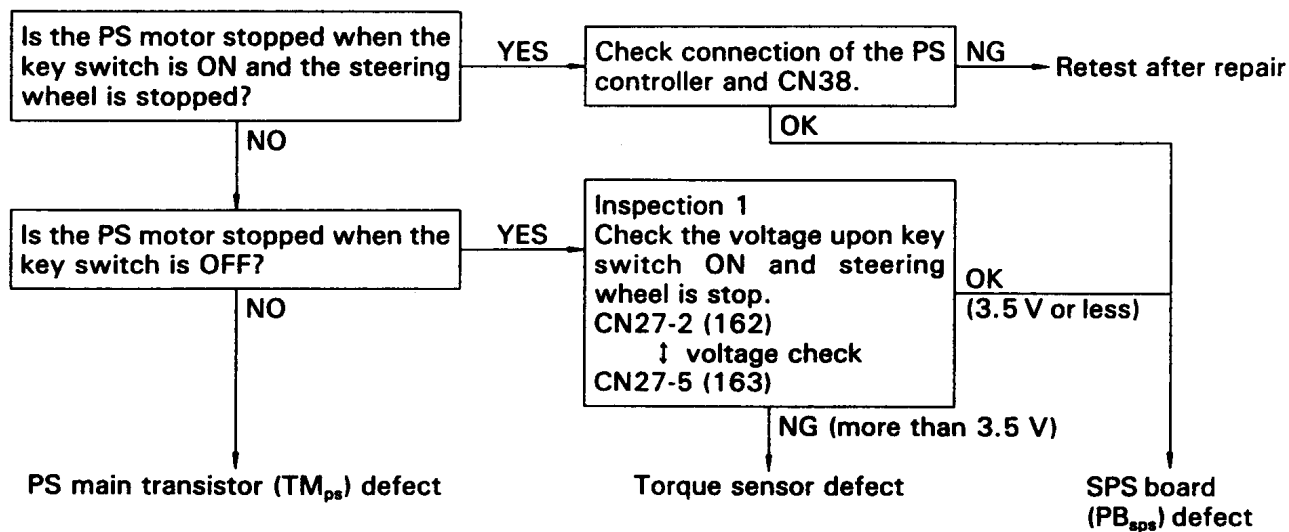 Is the PS motor stopped when the
key switch is ON and the steering
wheel is stopped?
YES
Check connection of the PS
controller and CN38.
NG
Retest after repair
NO
OK
Is the PS motor stopped when the
key switch is OFF?
YES
Inspection 1
Check the voltage upon key
switch ON and steering
wheel is stop.
CN27-2 (162)
↕ voltage check
CN27-5 (163)
OK
(3.5 V or less)
NO
NG (more than 3.5 V)
PS main transistor (TMps) defect
Torque sensor defect
SPS board
(PBsps) defect